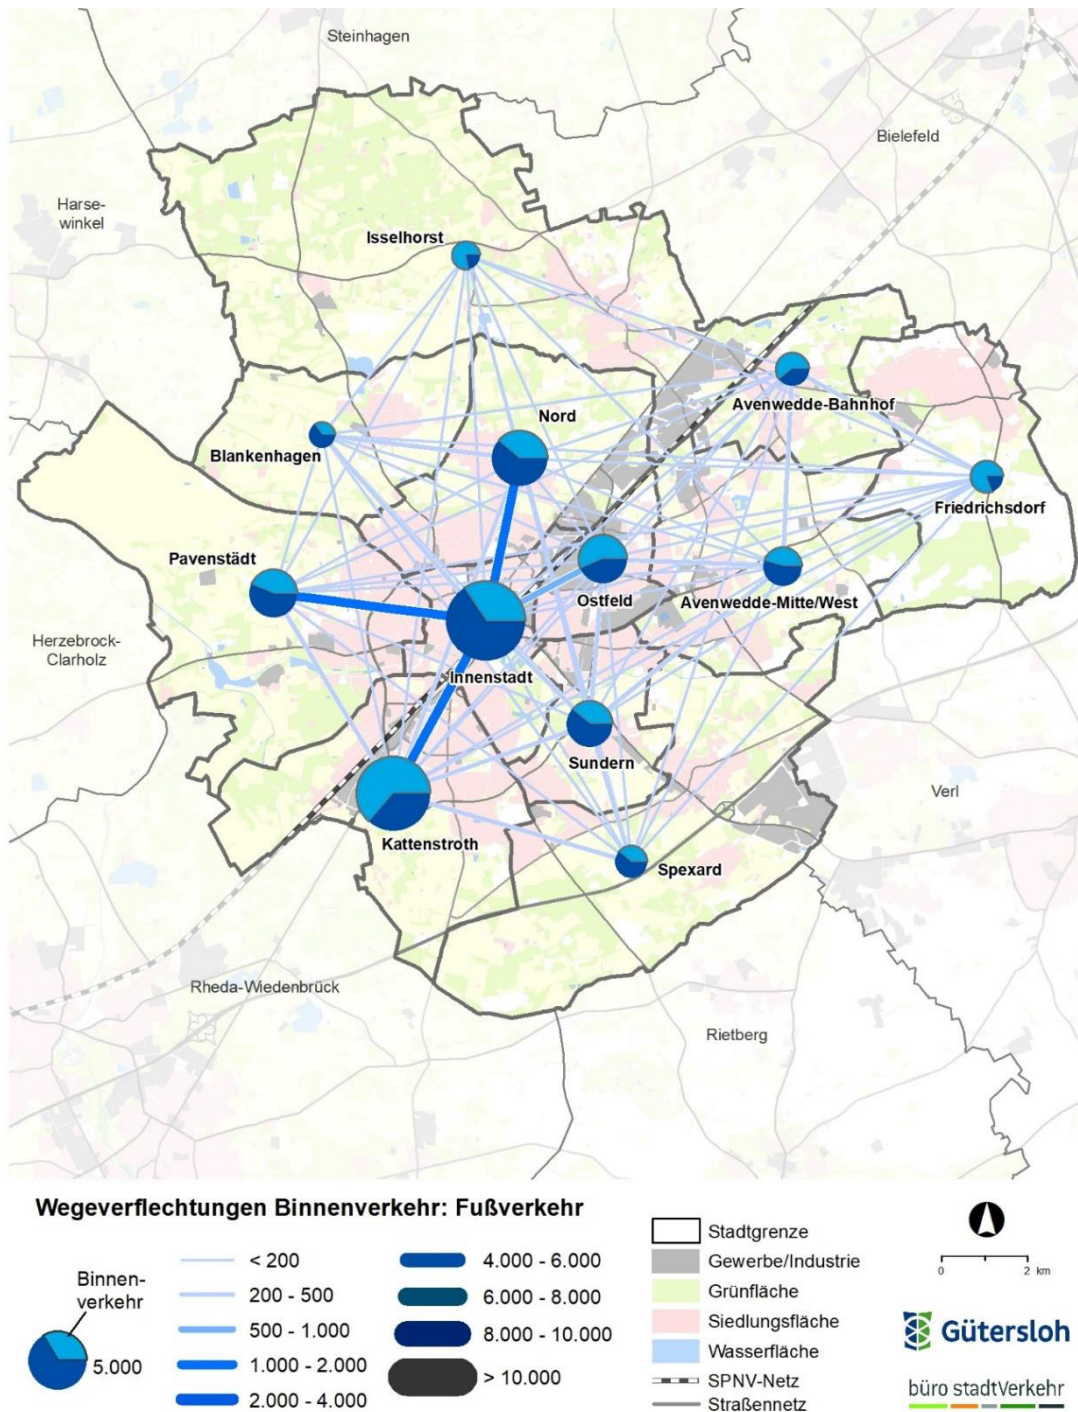 Steinhagen
Bielefeld
Harse-
winkel
Isselhorst
Avenwedde-Bahnhof
Nord
Blankenhagen
Friedrichsdorf
Pavenstädt
Ostfeld
Avenwedde-Mitte/West
Herzebrock-
Clarholz
Innenstadt
Sundern
Verl
Kattenstroth
Spexard
Rheda-Wiedenbrück
Rietberg
Wegeverflechtungen Binnenverkehr: Fußverkehr
Binnen-
verkehr
5.000
< 200
200 - 500
500 - 1.000
1.000 - 2.000
2.000 - 4.000
4.000 - 6.000
6.000 - 8.000
8.000 - 10.000
> 10.000
Stadtgrenze
Gewerbe/Industrie
Grünfläche
Siedlungsfläche
Wasserfläche
SPNV-Netz
Straßennetz
0 2 km
Gütersloh
büro stadtVerkehr